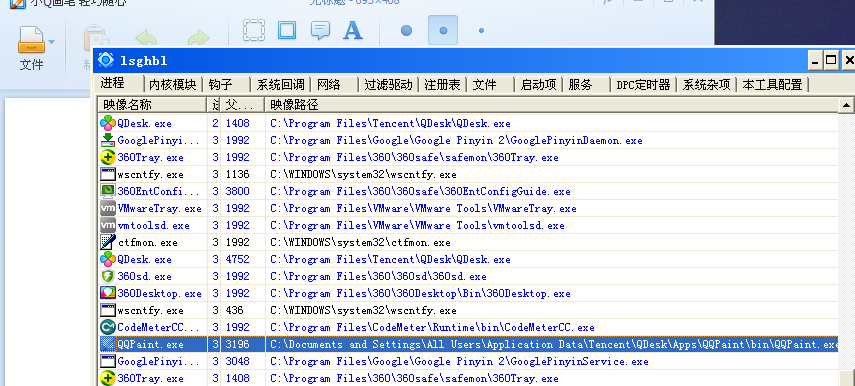 小Q画笔 轻巧随心
文件
A
lsghbl
进程 内核模块 钩子 系统回调 网络 过滤驱动 注册表 文件 启动项 服务 DPC定时器 系统杂项 本工具配置
映像名称 父... 映像路径
QDesk.exe 2 1408 C:\Program Files\Tencent\QDesk\QDesk.exe
GooglePinyi... 3 1992 C:\Program Files\Google\Google Pinyin 2\GooglePinyinDaemon.exe
360Tray.exe 3 1992 C:\Program Files\360\360safe\safemon\360Tray.exe
wscntfy.exe 3 1136 C:\WINDOWS\system32\wscntfy.exe
360EntConfi... 3 3800 C:\Program Files\360\360safe\360EntConfigGuide.exe
vm VMwareTray.exe 3 1992 C:\Program Files\VMware\VMware Tools\VMwareTray.exe
vm vmtoolsd.exe 3 1992 C:\Program Files\VMware\VMware Tools\vmtoolsd.exe
ctfmon.exe 3 1992 C:\WINDOWS\system32\ctfmon.exe
QDesk.exe 3 4752 C:\Program Files\Tencent\QDesk\QDesk.exe
360sd.exe 3 1992 C:\Program Files\360\360sd\360sd.exe
360Desktop.exe 3 1992 C:\Program Files\360\360Desktop\Bin\360Desktop.exe
wscntfy.exe 3 436 C:\WINDOWS\system32\wscntfy.exe
CodeMeterCC... 3 1992 C:\Program Files\CodeMeter\Runtime\bin\CodeMeterCC.exe
QQPaint.exe 3 3196 C:\Documents and Settings\All Users\Application Data\Tencent\QDesk\Apps\QQPaint\bin\QQPaint.exe
GooglePinyi... 3 3048 C:\Program Files\Google\Google Pinyin 2\GooglePinyinService.exe
360Tray.exe 3 1408 C:\Program Files\360\360safe\safemon\360Tray.exe